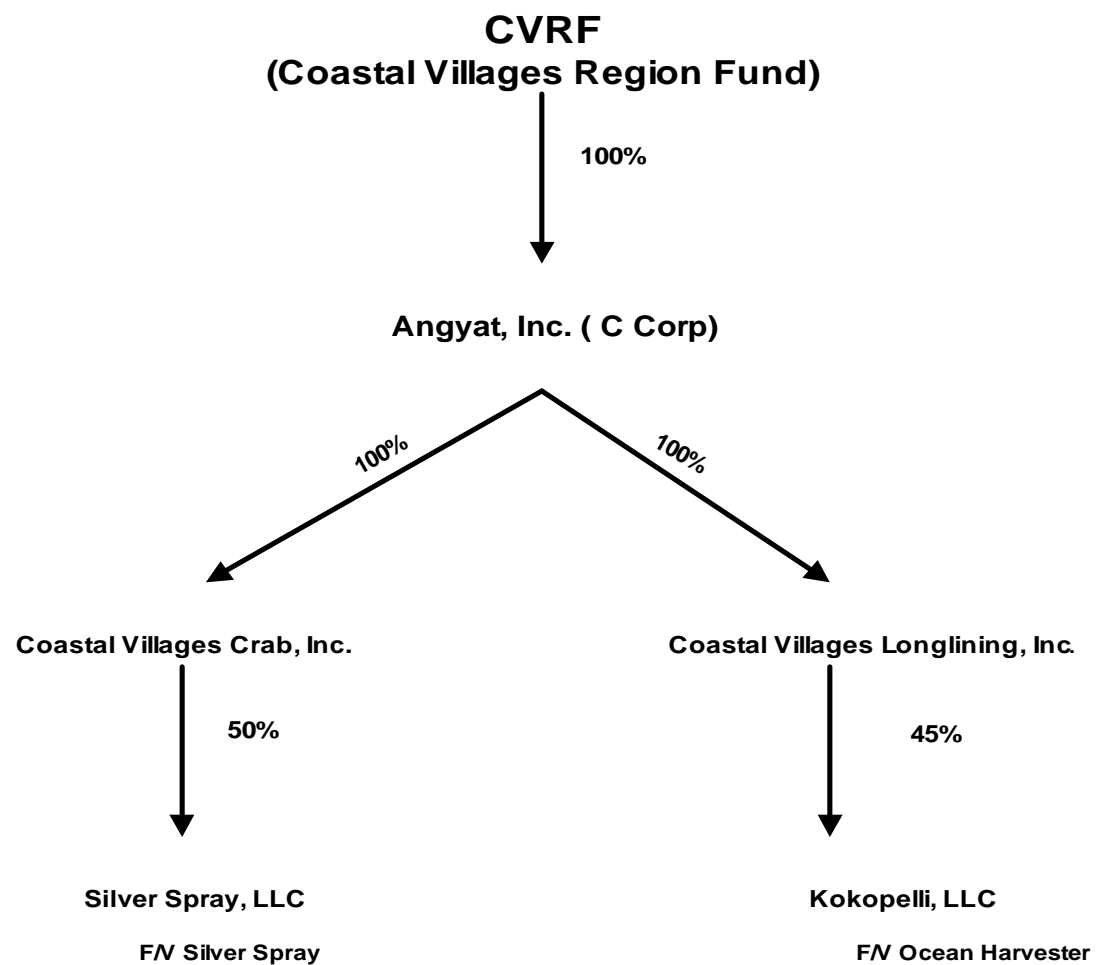 CVRF
(Coastal Villages Region Fund)
100%
Angyat, Inc. ( C Corp)
100%
100%
Coastal Villages Crab, Inc.
Coastal Villages Longlining, Inc.
50%
45%
Silver Spray, LLC
Kokopelli, LLC
F/V Silver Spray
F/V Ocean Harvester